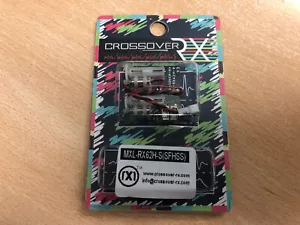 CROSSOVER
RX
MXL-RX62H-S(SFHSS)
www.crossover-rx.com
info@crossover-rx.com